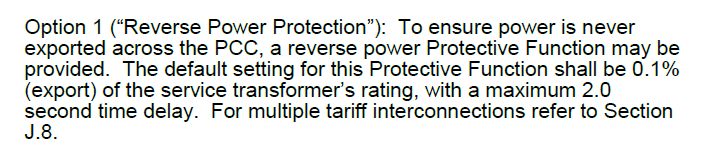 Option 1 (“Reverse Power Protection”):  To ensure power is never
exported across the PCC, a reverse power Protective Function may be
provided.  The default setting for this Protective Function shall be 0.1%
(export) of the service transformer’s rating, with a maximum 2.0
second time delay.  For multiple tariff interconnections refer to Section
J.8.